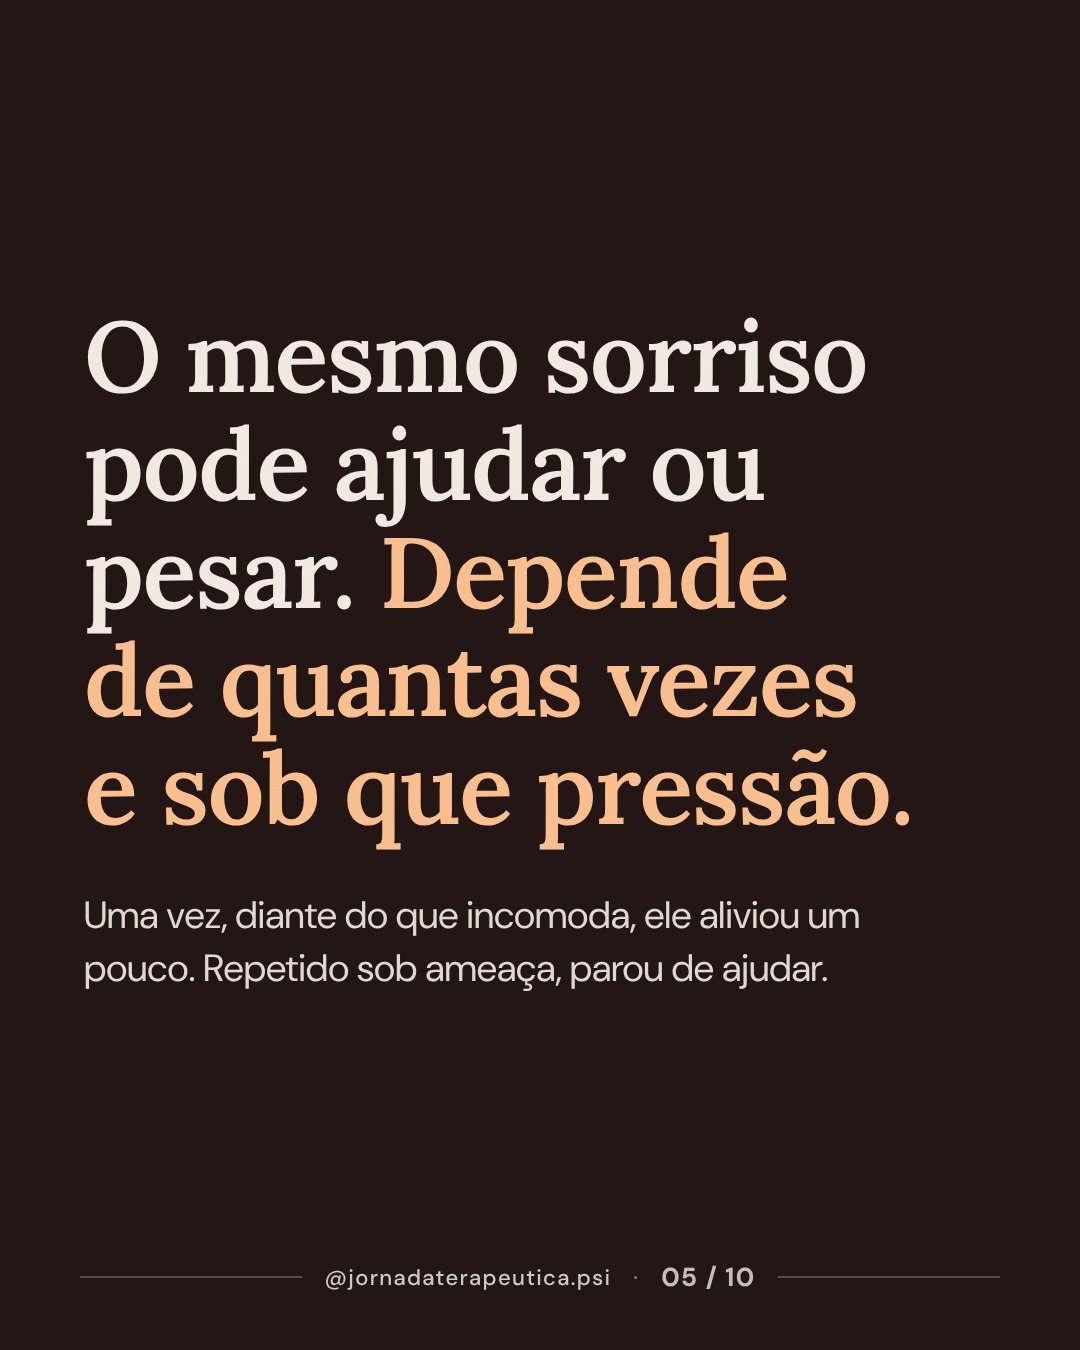 O mesmo sorriso
pode ajudar ou
pesar. Depende
de quantas vezes
e sob que pressão.
Uma vez, diante do que incomoda, ele aliviou um
pouco. Repetido sob ameaça, parou de ajudar.
@jornadaterapeutica.psi · 05 / 10